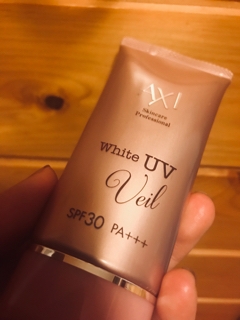 AXI
Skincare
Professional
White UV
Veil
SPF30 PA+++